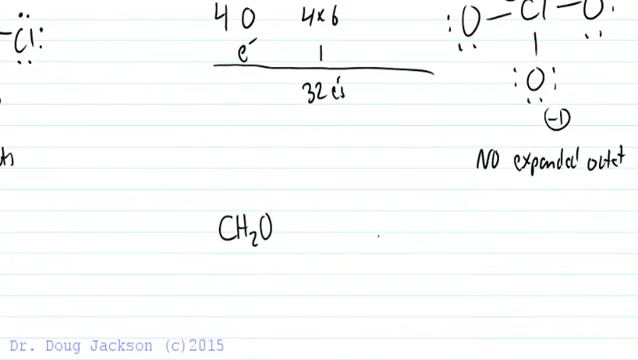 :Cl:
4 O 4×6
e⁻ 1
32 e⁻s
:O — Cl — O:
:O:
-1
NO expanded octet
CH₂O
Dr. Doug Jackson (c)2015